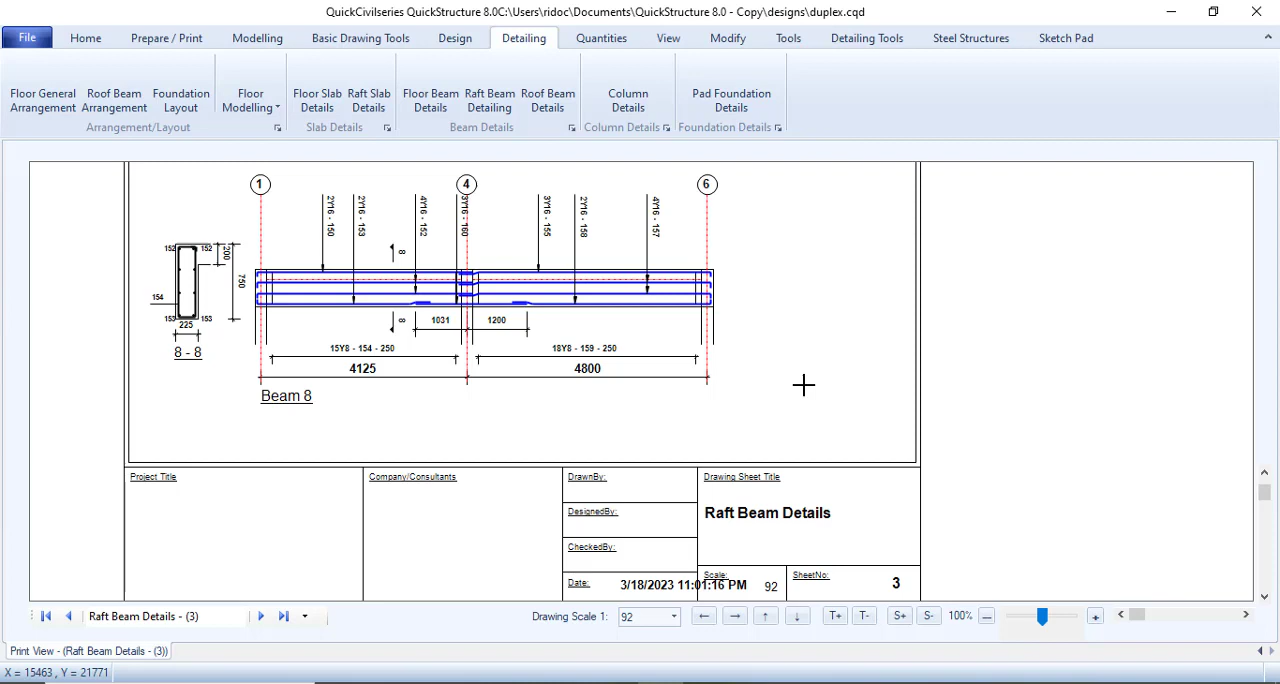 QuickCivilseries QuickStructure 8.0C:\Users\ridoc\Documents\QuickStructure 8.0 - Copy\designs\duplex.cqd
File Home Prepare / Print Modelling Basic Drawing Tools Design Detailing Quantities View Modify Tools Detailing Tools Steel Structures Sketch Pad
Floor General Arrangement
Roof Beam Arrangement
Foundation Layout
Floor Modelling
Floor Slab Details
Raft Slab Details
Floor Beam Details
Raft Beam Detailing
Roof Beam Details
Column Details
Pad Foundation Details
Arrangement/Layout Slab Details Beam Details Column Details Foundation Details
1 4 6
2Y16 - 150
2Y16 - 153
4Y16 - 152
3Y16 - 160
3Y16 - 155
2Y16 - 158
4Y16 - 157
8
152 152
200
750
154
153 153
225
8 - 8
8
1031 1200
15Y8 - 154 - 250 18Y8 - 159 - 250
4125 4800
Beam 8
Project Title
Company/Consultants
DrawnBy:
DesignedBy:
CheckedBy:
Date: 3/18/2023 11:01:16 PM
Drawing Sheet Title
Raft Beam Details
Scale: 92
SheetNo: 3
Raft Beam Details - (3) Drawing Scale 1: 92 T+ T- S+ S- 100%
Print View - (Raft Beam Details - (3))
X = 15463 , Y = 21771